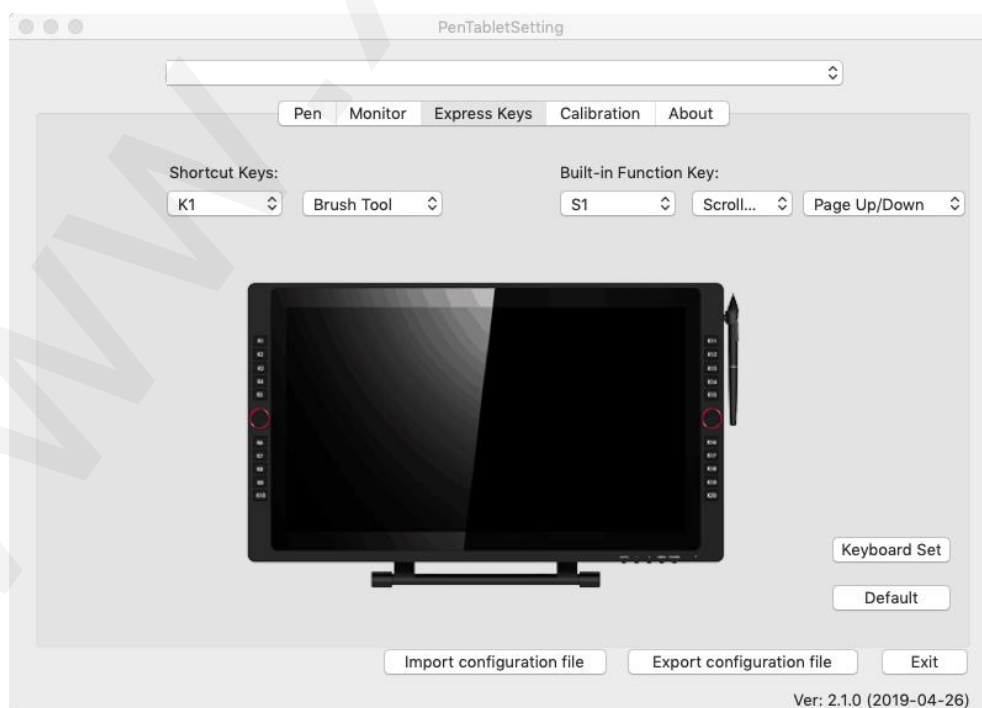 PenTabletSetting
Pen Monitor Express Keys Calibration About
Shortcut Keys: Built-in Function Key:
K1 Brush Tool S1 Scroll... Page Up/Down
Keyboard Set
Default
Import configuration file Export configuration file Exit
Ver: 2.1.0 (2019-04-26)